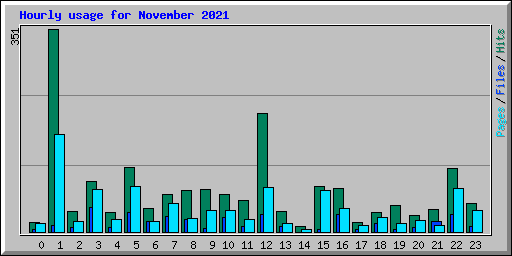 Hourly usage for November 2021
351
Pages/Files/Hits
0 1 2 3 4 5 6 7 8 9 10 11 12 13 14 15 16 17 18 19 20 21 22 23